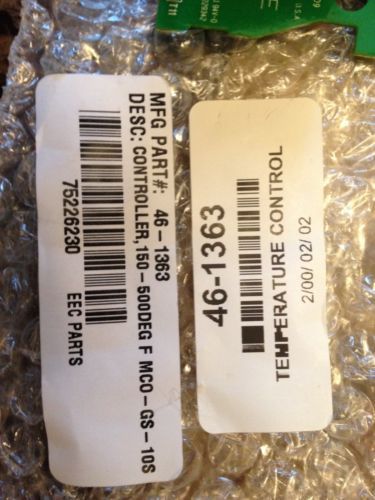 MFG PART#: 46-1363
DESC: CONTROLLER, 150-500DEG F MCO-GS-10S
75226230
EEC PARTS
46-1363
TEMPERATURE CONTROL
2/00/ 02/ 02
T11
U.S.A